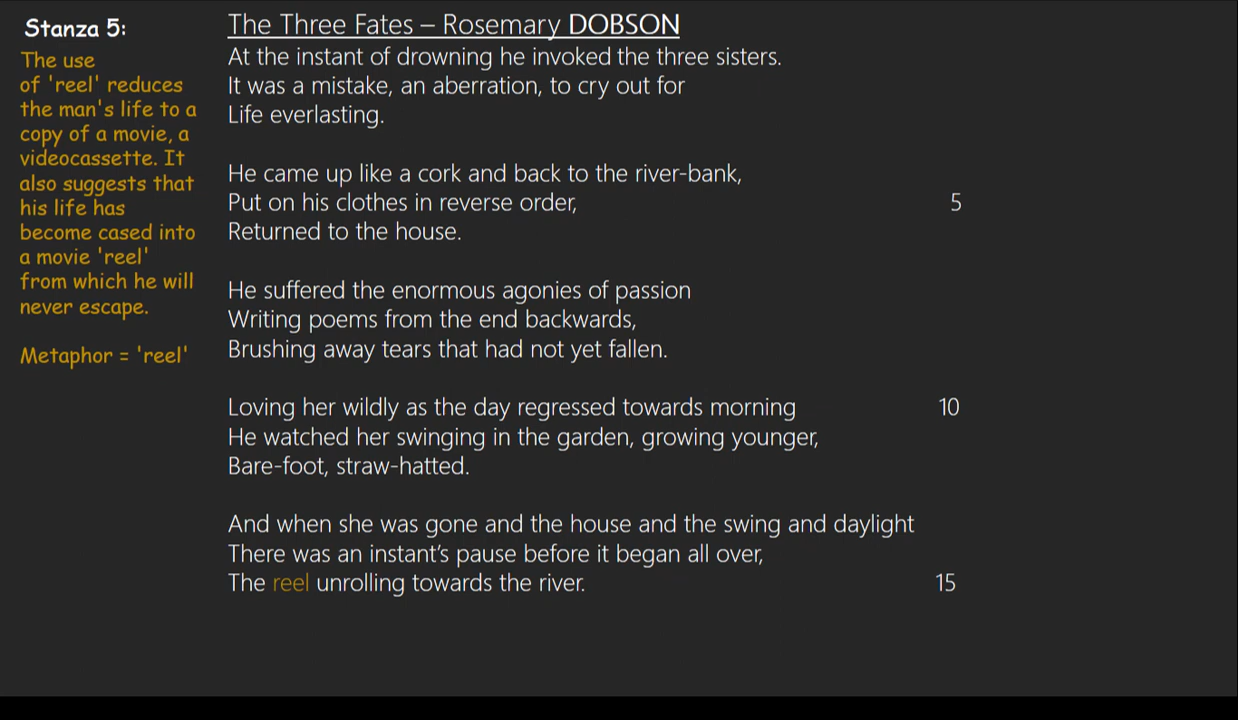 Stanza 5:
The use
of 'reel' reduces
the man's life to a
copy of a movie, a
videocassette. It
also suggests that
his life has
become cased into
a movie 'reel'
from which he will
never escape.
Metaphor = 'reel'
The Three Fates – Rosemary DOBSON
At the instant of drowning he invoked the three sisters.
It was a mistake, an aberration, to cry out for
Life everlasting.
He came up like a cork and back to the river-bank,
Put on his clothes in reverse order, 5
Returned to the house.
He suffered the enormous agonies of passion
Writing poems from the end backwards,
Brushing away tears that had not yet fallen.
Loving her wildly as the day regressed towards morning 10
He watched her swinging in the garden, growing younger,
Bare-foot, straw-hatted.
And when she was gone and the house and the swing and daylight
There was an instant’s pause before it began all over,
The reel unrolling towards the river. 15